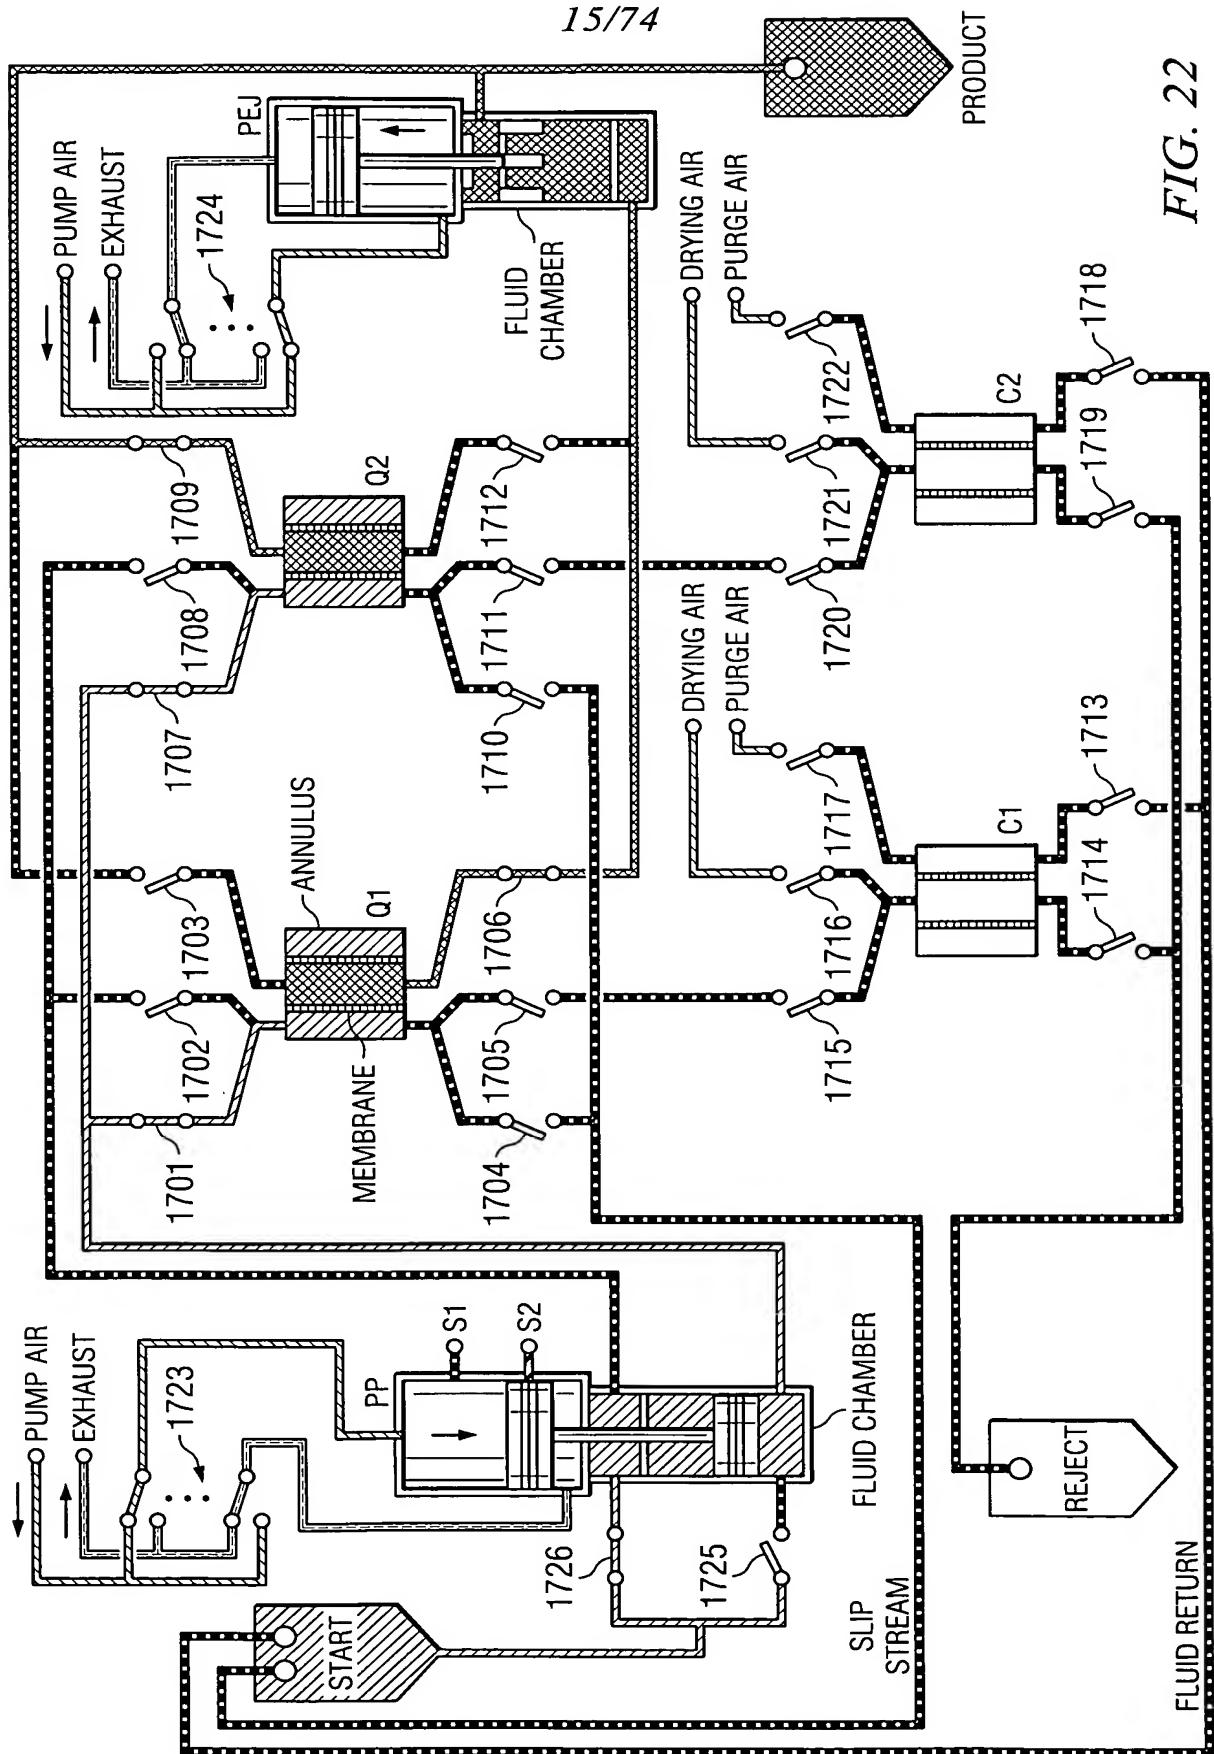 15/74
PUMP AIR
EXHAUST
1723
PP
S1
S2
START
1726
1725
FLUID CHAMBER
SLIP
STREAM
REJECT
FLUID RETURN
1701
1702
1703
MEMBRANE
ANNULUS
Q1
1704
1705
1706
1707
1708
1709
Q2
1710
1711
1712
PUMP AIR
EXHAUST
1724
PEJ
FLUID
CHAMBER
PRODUCT
DRYING AIR
PURGE AIR
1715
1716
1717
C1
1714
1713
DRYING AIR
PURGE AIR
1720
1721
1722
C2
1719
1718
FIG. 22